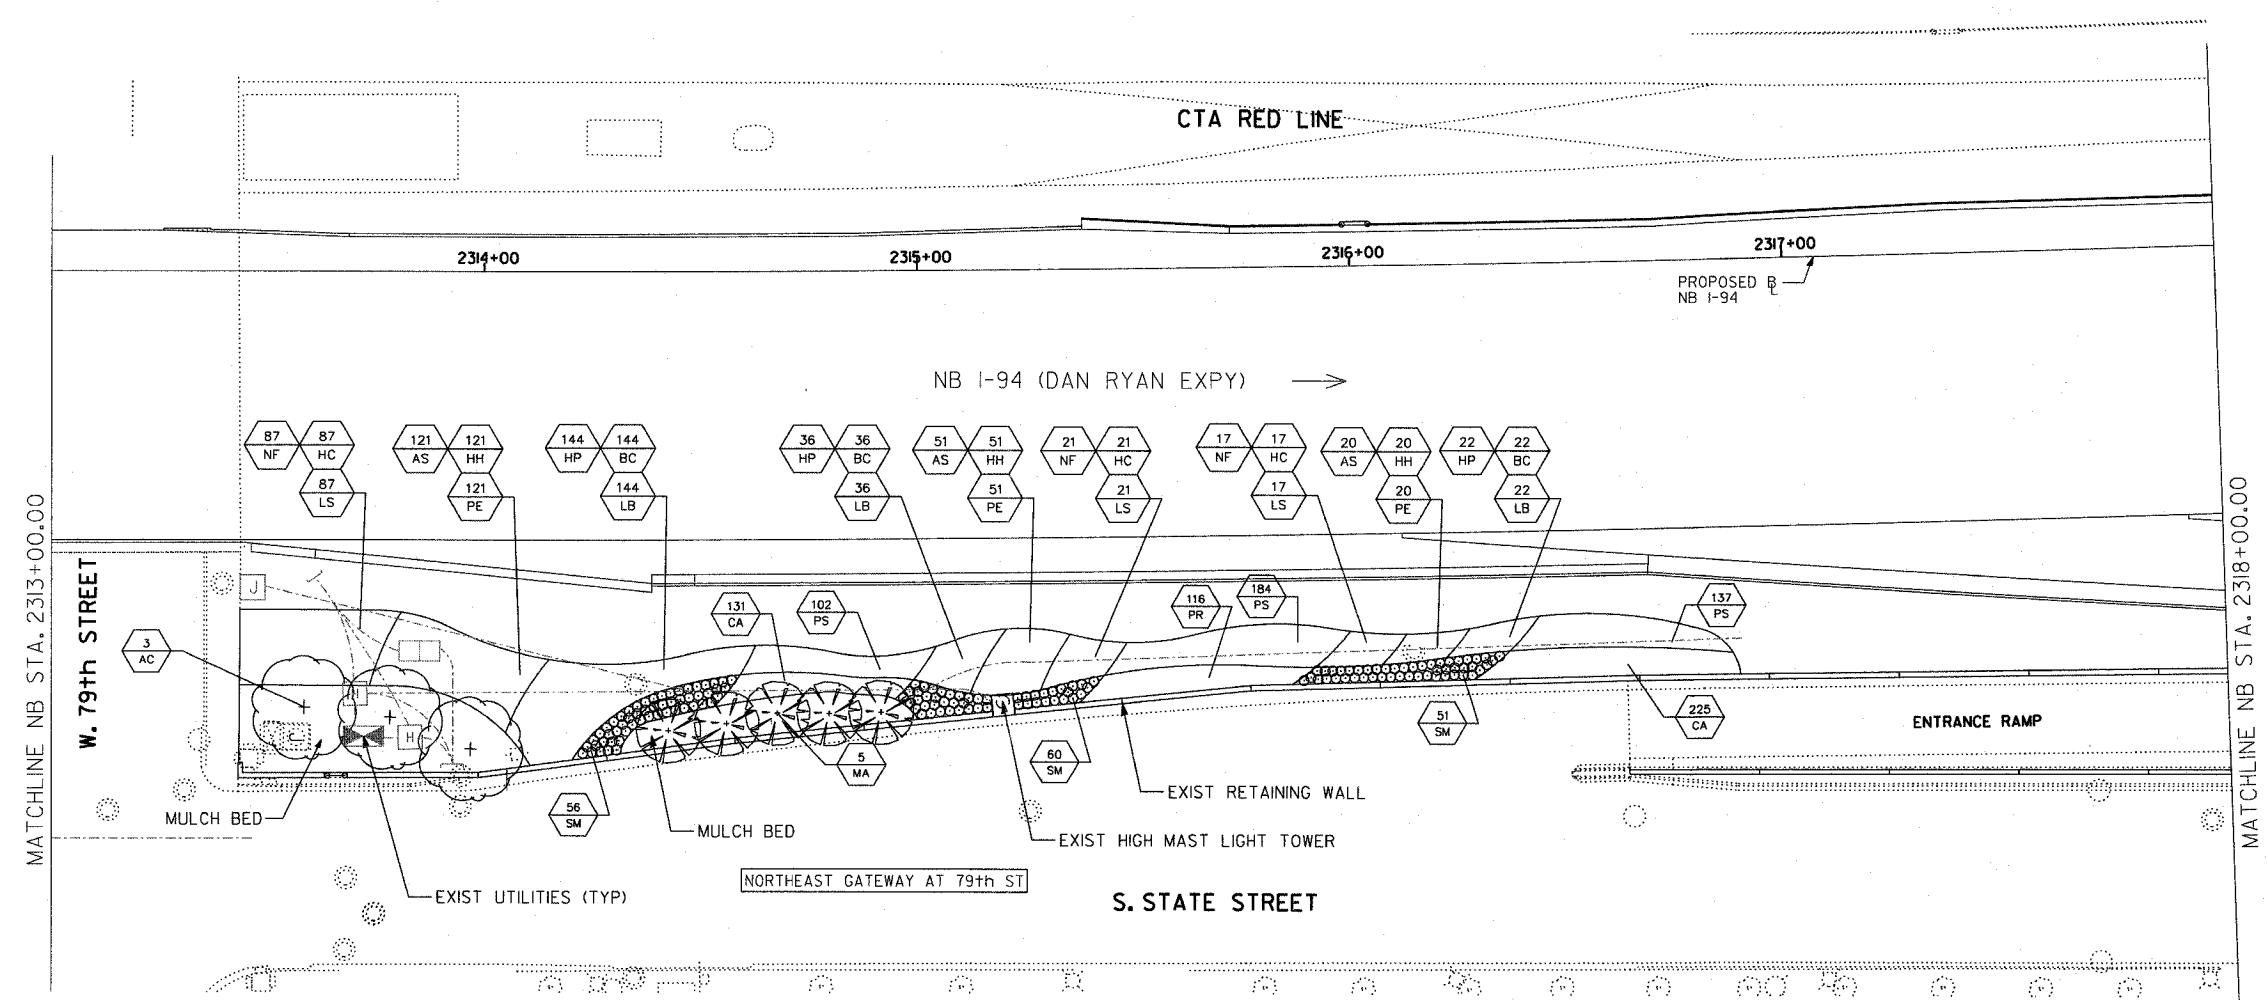 CTA RED LINE
2314+00
2315+00
2316+00
2317+00
PROPOSED BL
NB I-94
NB I-94 (DAN RYAN EXPY)
87
NF
87
HC
87
LS
121
AS
121
HH
121
PE
144
HP
144
BC
144
LB
36
HP
36
BC
36
LB
51
AS
51
HH
51
PE
21
NF
21
HC
21
LS
17
NF
17
HC
17
LS
20
AS
20
HH
20
PE
22
HP
22
BC
22
LB
MATCHLINE NB STA. 2313+00.00
W. 79th STREET
J
3
AC
131
CA
102
PS
116
PR
184
PS
137
PS
H
5
MA
60
SM
51
SM
225
CA
56
SM
ENTRANCE RAMP
MATCHLINE NB STA. 2318+00.00
MULCH BED
MULCH BED
EXIST RETAINING WALL
EXIST HIGH MAST LIGHT TOWER
EXIST UTILITIES (TYP)
NORTHEAST GATEWAY AT 79th ST
S. STATE STREET